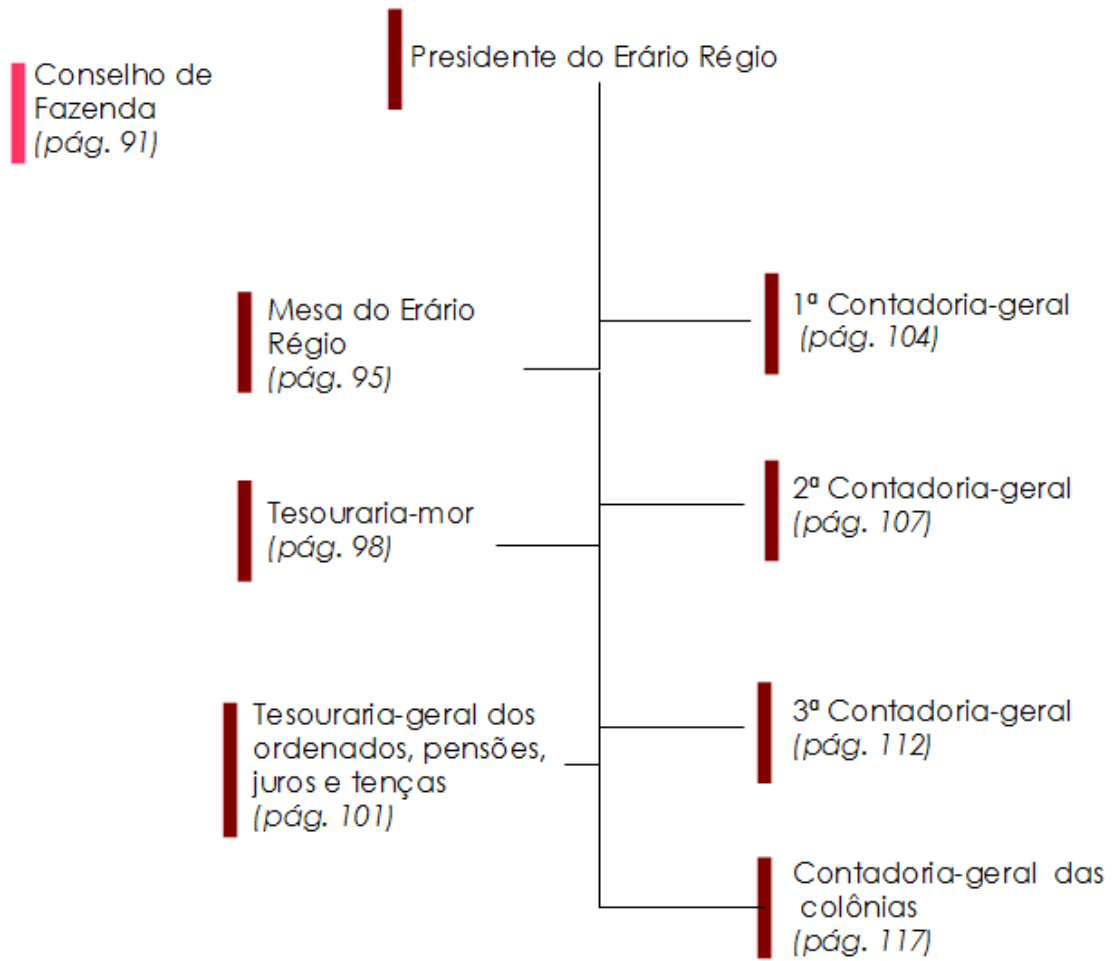 Presidente do Erário Régio
Conselho de
Fazenda
(pág. 91)
Mesa do Erário
Régio
(pág. 95)
1ª Contadoria-geral
(pág. 104)
Tesouraria-mor
(pág. 98)
2ª Contadoria-geral
(pág. 107)
Tesouraria-geral dos
ordenados, pensões,
juros e tenças
(pág. 101)
3ª Contadoria-geral
(pág. 112)
Contadoria-geral das
colônias
(pág. 117)